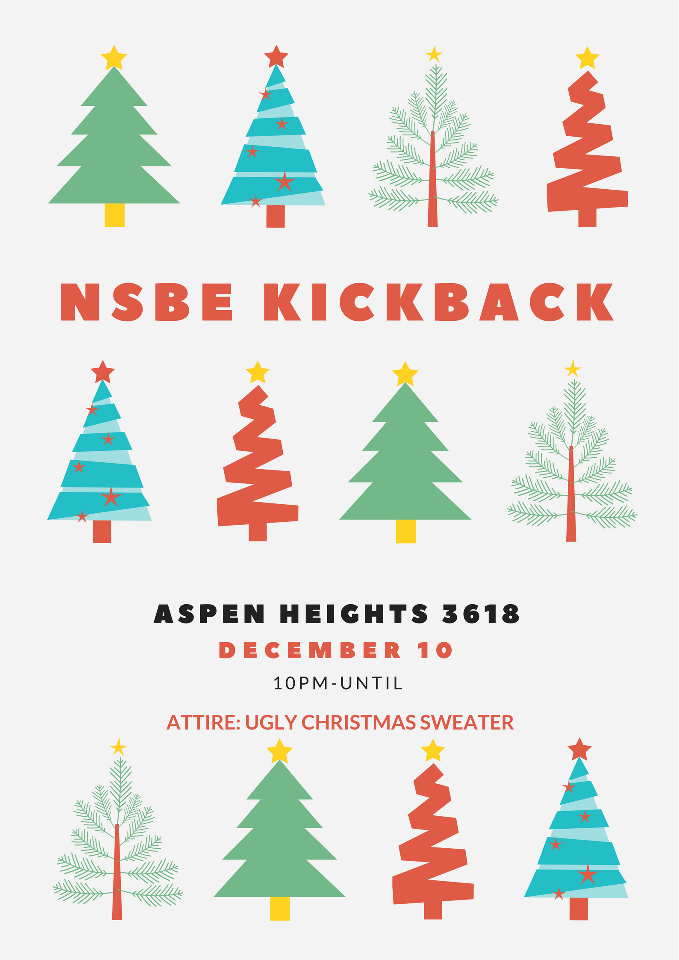 NSBE KICKBACK
ASPEN HEIGHTS 3618
DECEMBER 10
10PM-UNTIL
ATTIRE: UGLY CHRISTMAS SWEATER